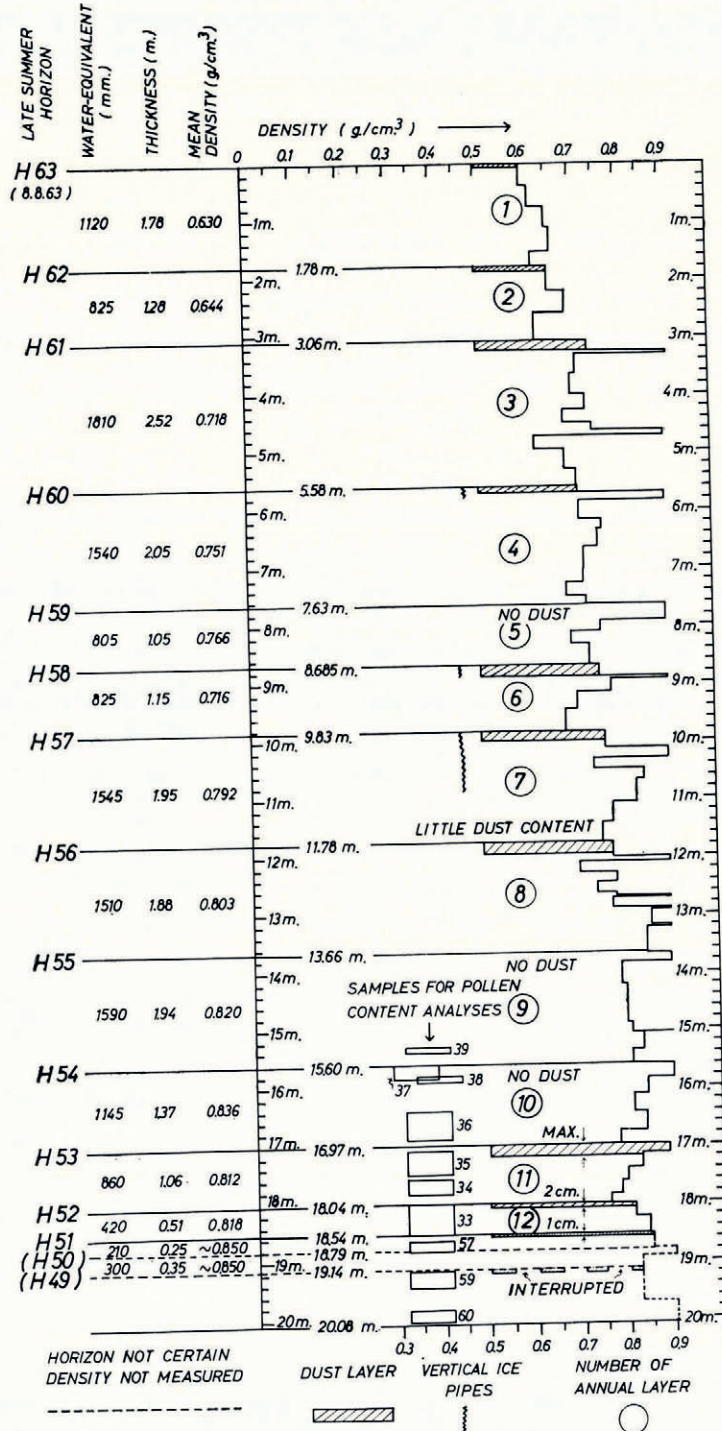 LATE SUMMER HORIZON
WATER-EQUIVALENT (mm.)
THICKNESS (m.)
MEAN DENSITY (g/cm³)
DENSITY ( g/cm³ )
0 0.1 0.2 0.3 0.4 0.5 0.6 0.7 0.8 0.9
H 63
( 8.8.63 )
1
1120 1.78 0.630
1m. 1m.
H 62 1.78 m.
2m. 2m.
825 1.28 0.644 2
3m. 3m.
H 61 3.06 m.
4m. 4m.
1810 2.52 0.718 3
5m. 5m.
H 60 5.58 m.
6m. 6m.
1540 2.05 0.751 4
7m. 7m.
H 59 7.63 m. NO DUST
8m. 8m.
805 1.05 0.766 5
H 58 8.685 m.
9m. 9m.
825 1.15 0.716 6
H 57 9.83 m.
10m. 10m.
1545 1.95 0.792 7
11m. 11m.
LITTLE DUST CONTENT
H 56 11.78 m.
12m. 12m.
1510 1.88 0.803 8
13m. 13m.
H 55 13.66 m. NO DUST
14m. 14m.
SAMPLES FOR POLLEN
CONTENT ANALYSES
1590 1.94 0.820 9
15m. 15m.
39
H 54 15.60 m. NO DUST
37 38
16m. 16m.
1145 1.37 0.836 10
36
MAX.
17m. 17m.
H 53 16.97 m.
35
860 1.06 0.812 11
34 2 cm.
18m. 18m.
H 52 18.04 m.
420 0.51 0.818 33 12 1 cm.
H 51 18.54 m.
210 0.25 ~0.850 57
(H 50) 18.79 m.
300 0.35 ~0.850 19m. 19m.
(H 49) 19.14 m.
59 INTERRUPTED
60
20m. 20.08 m. 20m.
0.3 0.4 0.5 0.6 0.7 0.8 0.9
HORIZON NOT CERTAIN
DENSITY NOT MEASURED
DUST LAYER
VERTICAL ICE
PIPES
NUMBER OF
ANNUAL LAYER